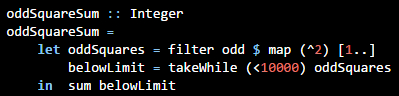 oddSquareSum :: Integer
oddSquareSum =
    let oddSquares = filter odd $ map (^2) [1..]
        belowLimit = takeWhile (<10000) oddSquares
    in  sum belowLimit